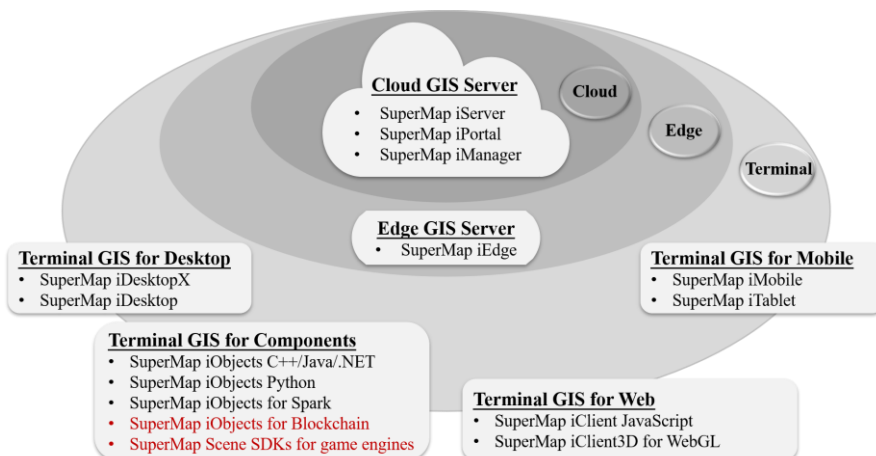 Cloud GIS Server
• SuperMap iServer
• SuperMap iPortal
• SuperMap iManager
Cloud
Edge
Terminal
Edge GIS Server
• SuperMap iEdge
Terminal GIS for Desktop
• SuperMap iDesktopX
• SuperMap iDesktop
Terminal GIS for Mobile
• SuperMap iMobile
• SuperMap iTablet
Terminal GIS for Components
• SuperMap iObjects C++/Java/.NET
• SuperMap iObjects Python
• SuperMap iObjects for Spark
• SuperMap iObjects for Blockchain
• SuperMap Scene SDKs for game engines
Terminal GIS for Web
• SuperMap iClient JavaScript
• SuperMap iClient3D for WebGL